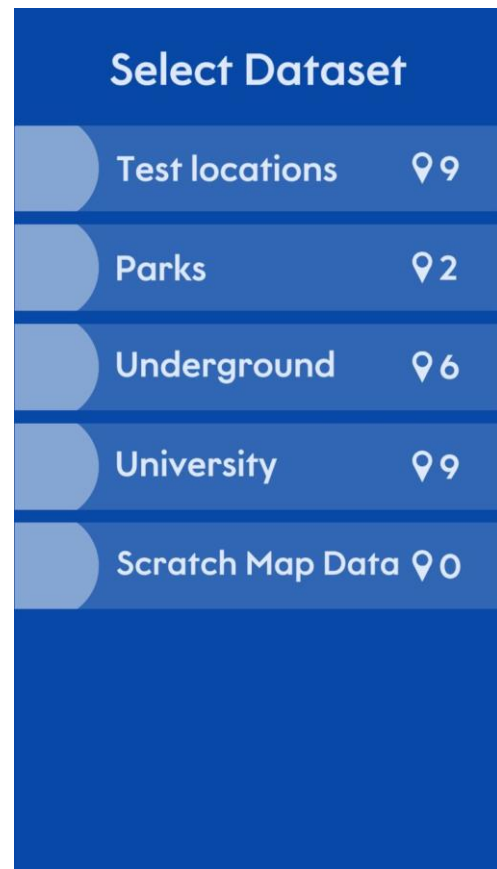 Select Dataset
Test locations 9
Parks 2
Underground 6
University 9
Scratch Map Data 0